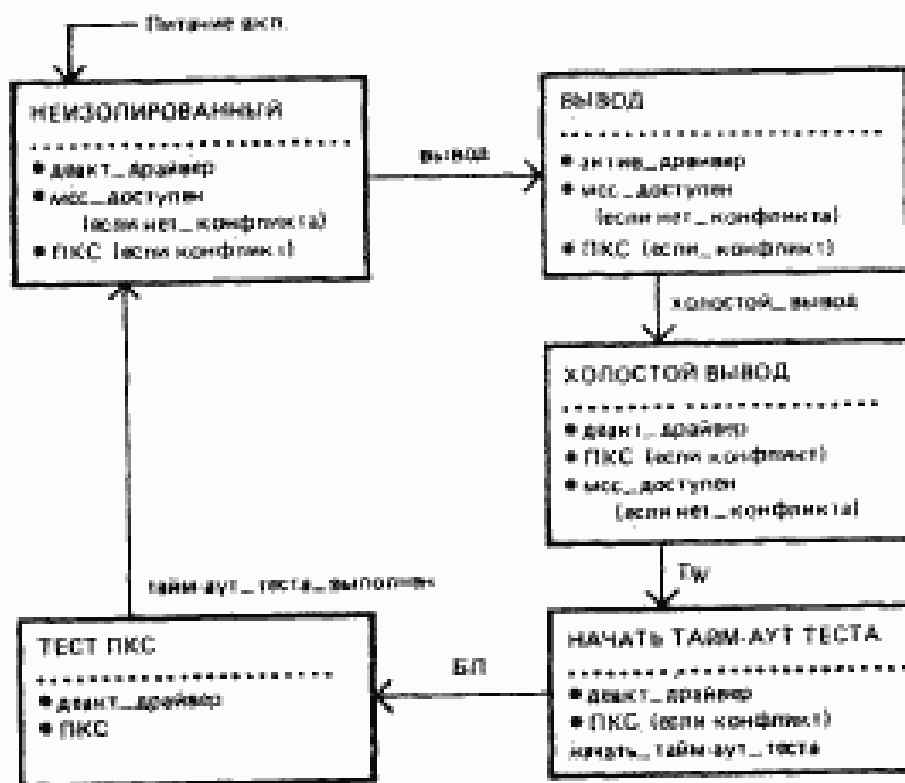 Питание вкл.
НЕИЗОЛИРОВАННЫЙ
• деакт_драйвер
• мсс_доступен
(если нет_конфликта)
• ПКС (если конфликт)
вывод
ВЫВОД
• актив_драйвер
• мсс_доступен
(если нет_конфликта)
• ПКС (если_конфликт)
холостой_вывод
ХОЛОСТОЙ ВЫВОД
• деакт_драйвер
• ПКС (если конфликт)
• мсс_доступен
(если нет_конфликта)
Tw
НАЧАТЬ ТАЙМ-АУТ ТЕСТА
• деакт_драйвер
• ПКС (если конфликт)
начать_тайм-аут_теста
БП
ТЕСТ ПКС
• деакт_драйвер
• ПКС
тайм-аут_теста_выполнен